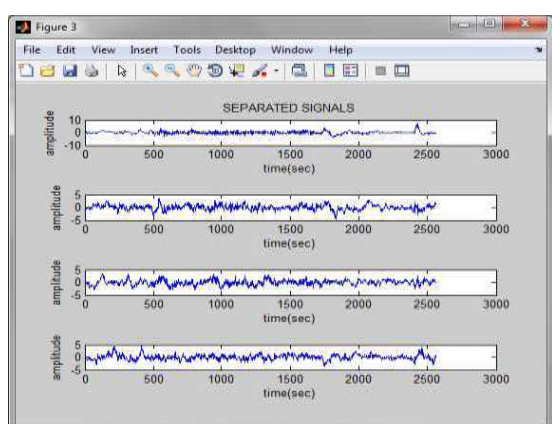 Figure 3
File Edit View Insert Tools Desktop Window Help
SEPARATED SIGNALS
amplitude
10
0
-10
0 500 1000 1500 2000 2500 3000
time(sec)
amplitude
5
0
-5
0 500 1000 1500 2000 2500 3000
time(sec)
amplitude
5
0
-5
0 500 1000 1500 2000 2500 3000
time(sec)
amplitude
5
0
-5
0 500 1000 1500 2000 2500 3000
time(sec)